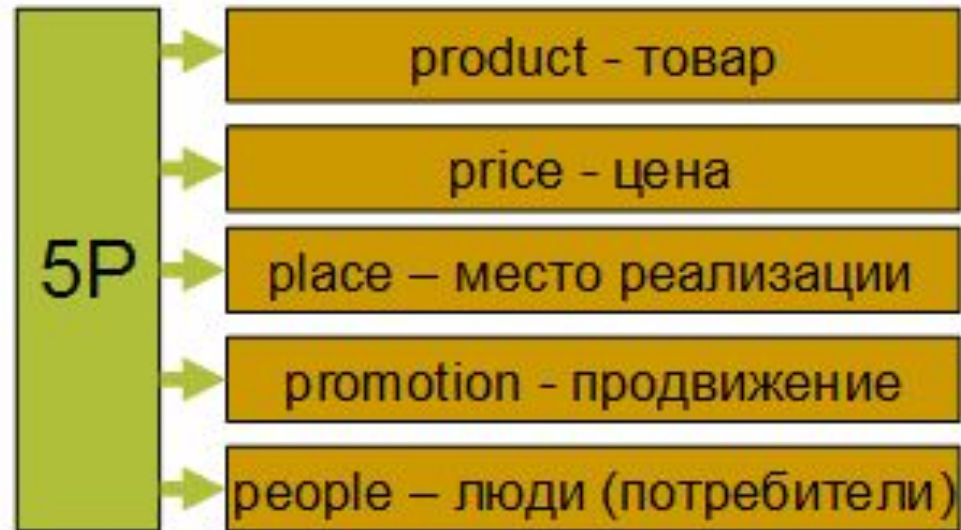 5P
product - товар
price - цена
place – место реализации
promotion - продвижение
people – люди (потребители)